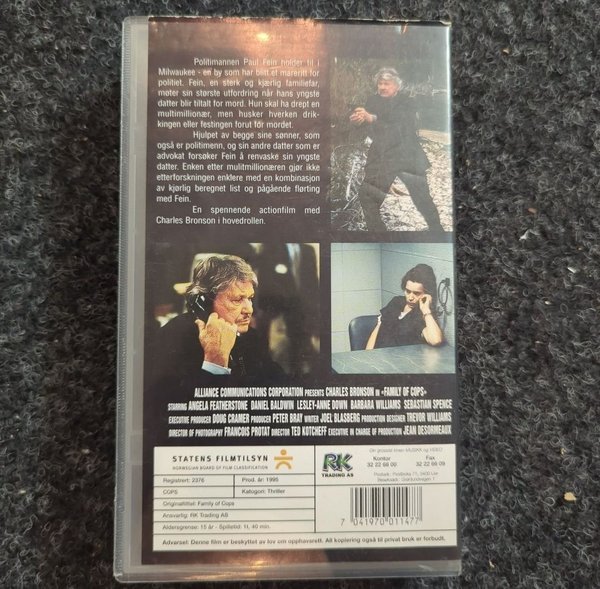 Politimannen Paul Fein holder til i
Milwaukee - en by som har blitt et mareritt for
politiet. Fein, en sterk og kjærlig familiefar,
møter sin største utfordring når hans yngste
datter blir tiltalt for mord. Hun skal ha drept en
multimillionær, men husker hverken drik-
kingen eller festingen forut for mordet.
Hjulpet av begge sine sønner, som
også er politimenn, og sin andre datter som er
advokat forsøker Fein å renvaske sin yngste
datter. Enken etter mulitmillionæren gjør ikke
etterforskningen enklere med en kombinasjon
av kjørlig beregnet list og pågående flørting
med Fein.
En spennende actionfilm med
Charles Bronson i hovedrollen.
ALLIANCE COMMUNICATIONS CORPORATION PRESENTS CHARLES BRONSON IN «FAMILY OF COPS»
STARRING ANGELA FEATHERSTONE DANIEL BALDWIN LESLEY-ANNE DOWN BARBARA WILLIAMS SEBASTIAN SPENCE
EXECUTIVE PRODUCER DOUG CRAMER PRODUCER PETER BRAY WRITER JOEL BLASBERG PRODUCTION DESIGNER TREVOR WILLIAMS
DIRECTOR OF PHOTOGRAPHY FRANCOIS PROTAT DIRECTOR TED KOTCHEFF EXECUTIVE IN CHARGE OF PRODUCTION JEAN DESORMEAUX
STATENS FILMTILSYN
NORWEGIAN BOARD OF FILM CLASSIFICATION
Registrert: 2376 Prod. år: 1995
COPS Kategori: Thriller
Originaltittel: Family of Cops
Ansvarlig: RK Trading AB
Aldersgrense: 15 år - Spilletid: 1t, 40 min.
RK
TRADING AS
Din grossist innen MUSIKK og VIDEO
Kontor Fax
32 22 68 00 32 22 68 09
7 041970 011477
Advarsel: Denne film er beskyttet av lov om opphavsrett. All kopiering også til privat bruk er forbudt.